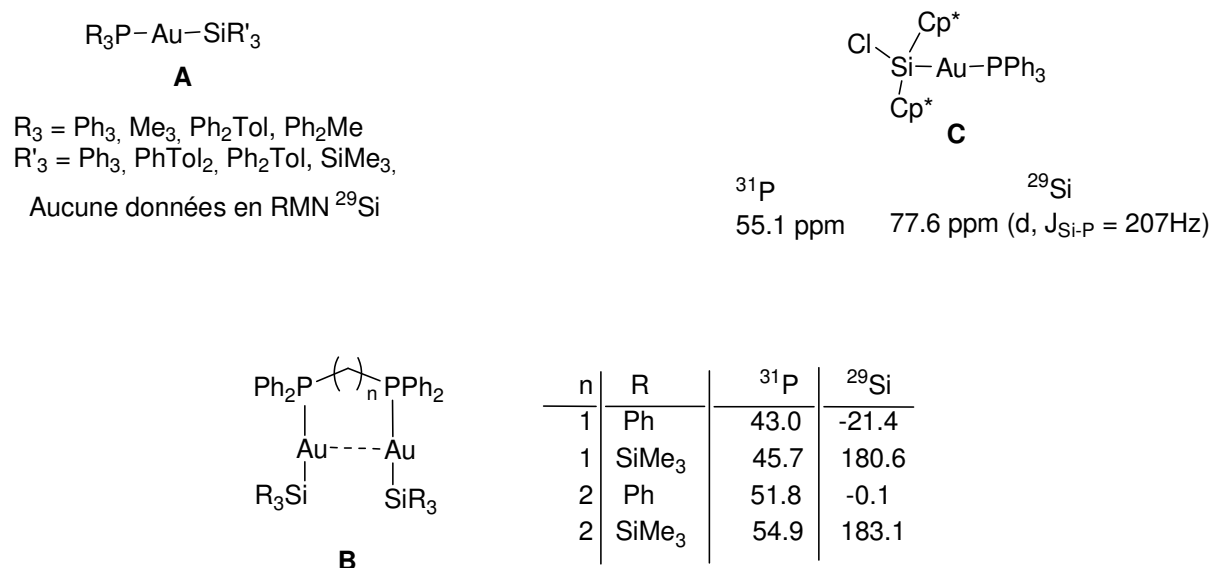 R3P-Au-SiR'3
A
R3 = Ph3, Me3, Ph2Tol, Ph2Me
R'3 = Ph3, PhTol2, Ph2Tol, SiMe3,
Aucune données en RMN 29Si
Cp*
Cl
Si-Au-PPh3
Cp*
C
31P 29Si
55.1 ppm 77.6 ppm (d, JSi-P = 207Hz)
Ph2P ( )n PPh2
Au----Au
R3Si SiR3
B
n R 31P 29Si
1 Ph 43.0 -21.4
1 SiMe3 45.7 180.6
2 Ph 51.8 -0.1
2 SiMe3 54.9 183.1